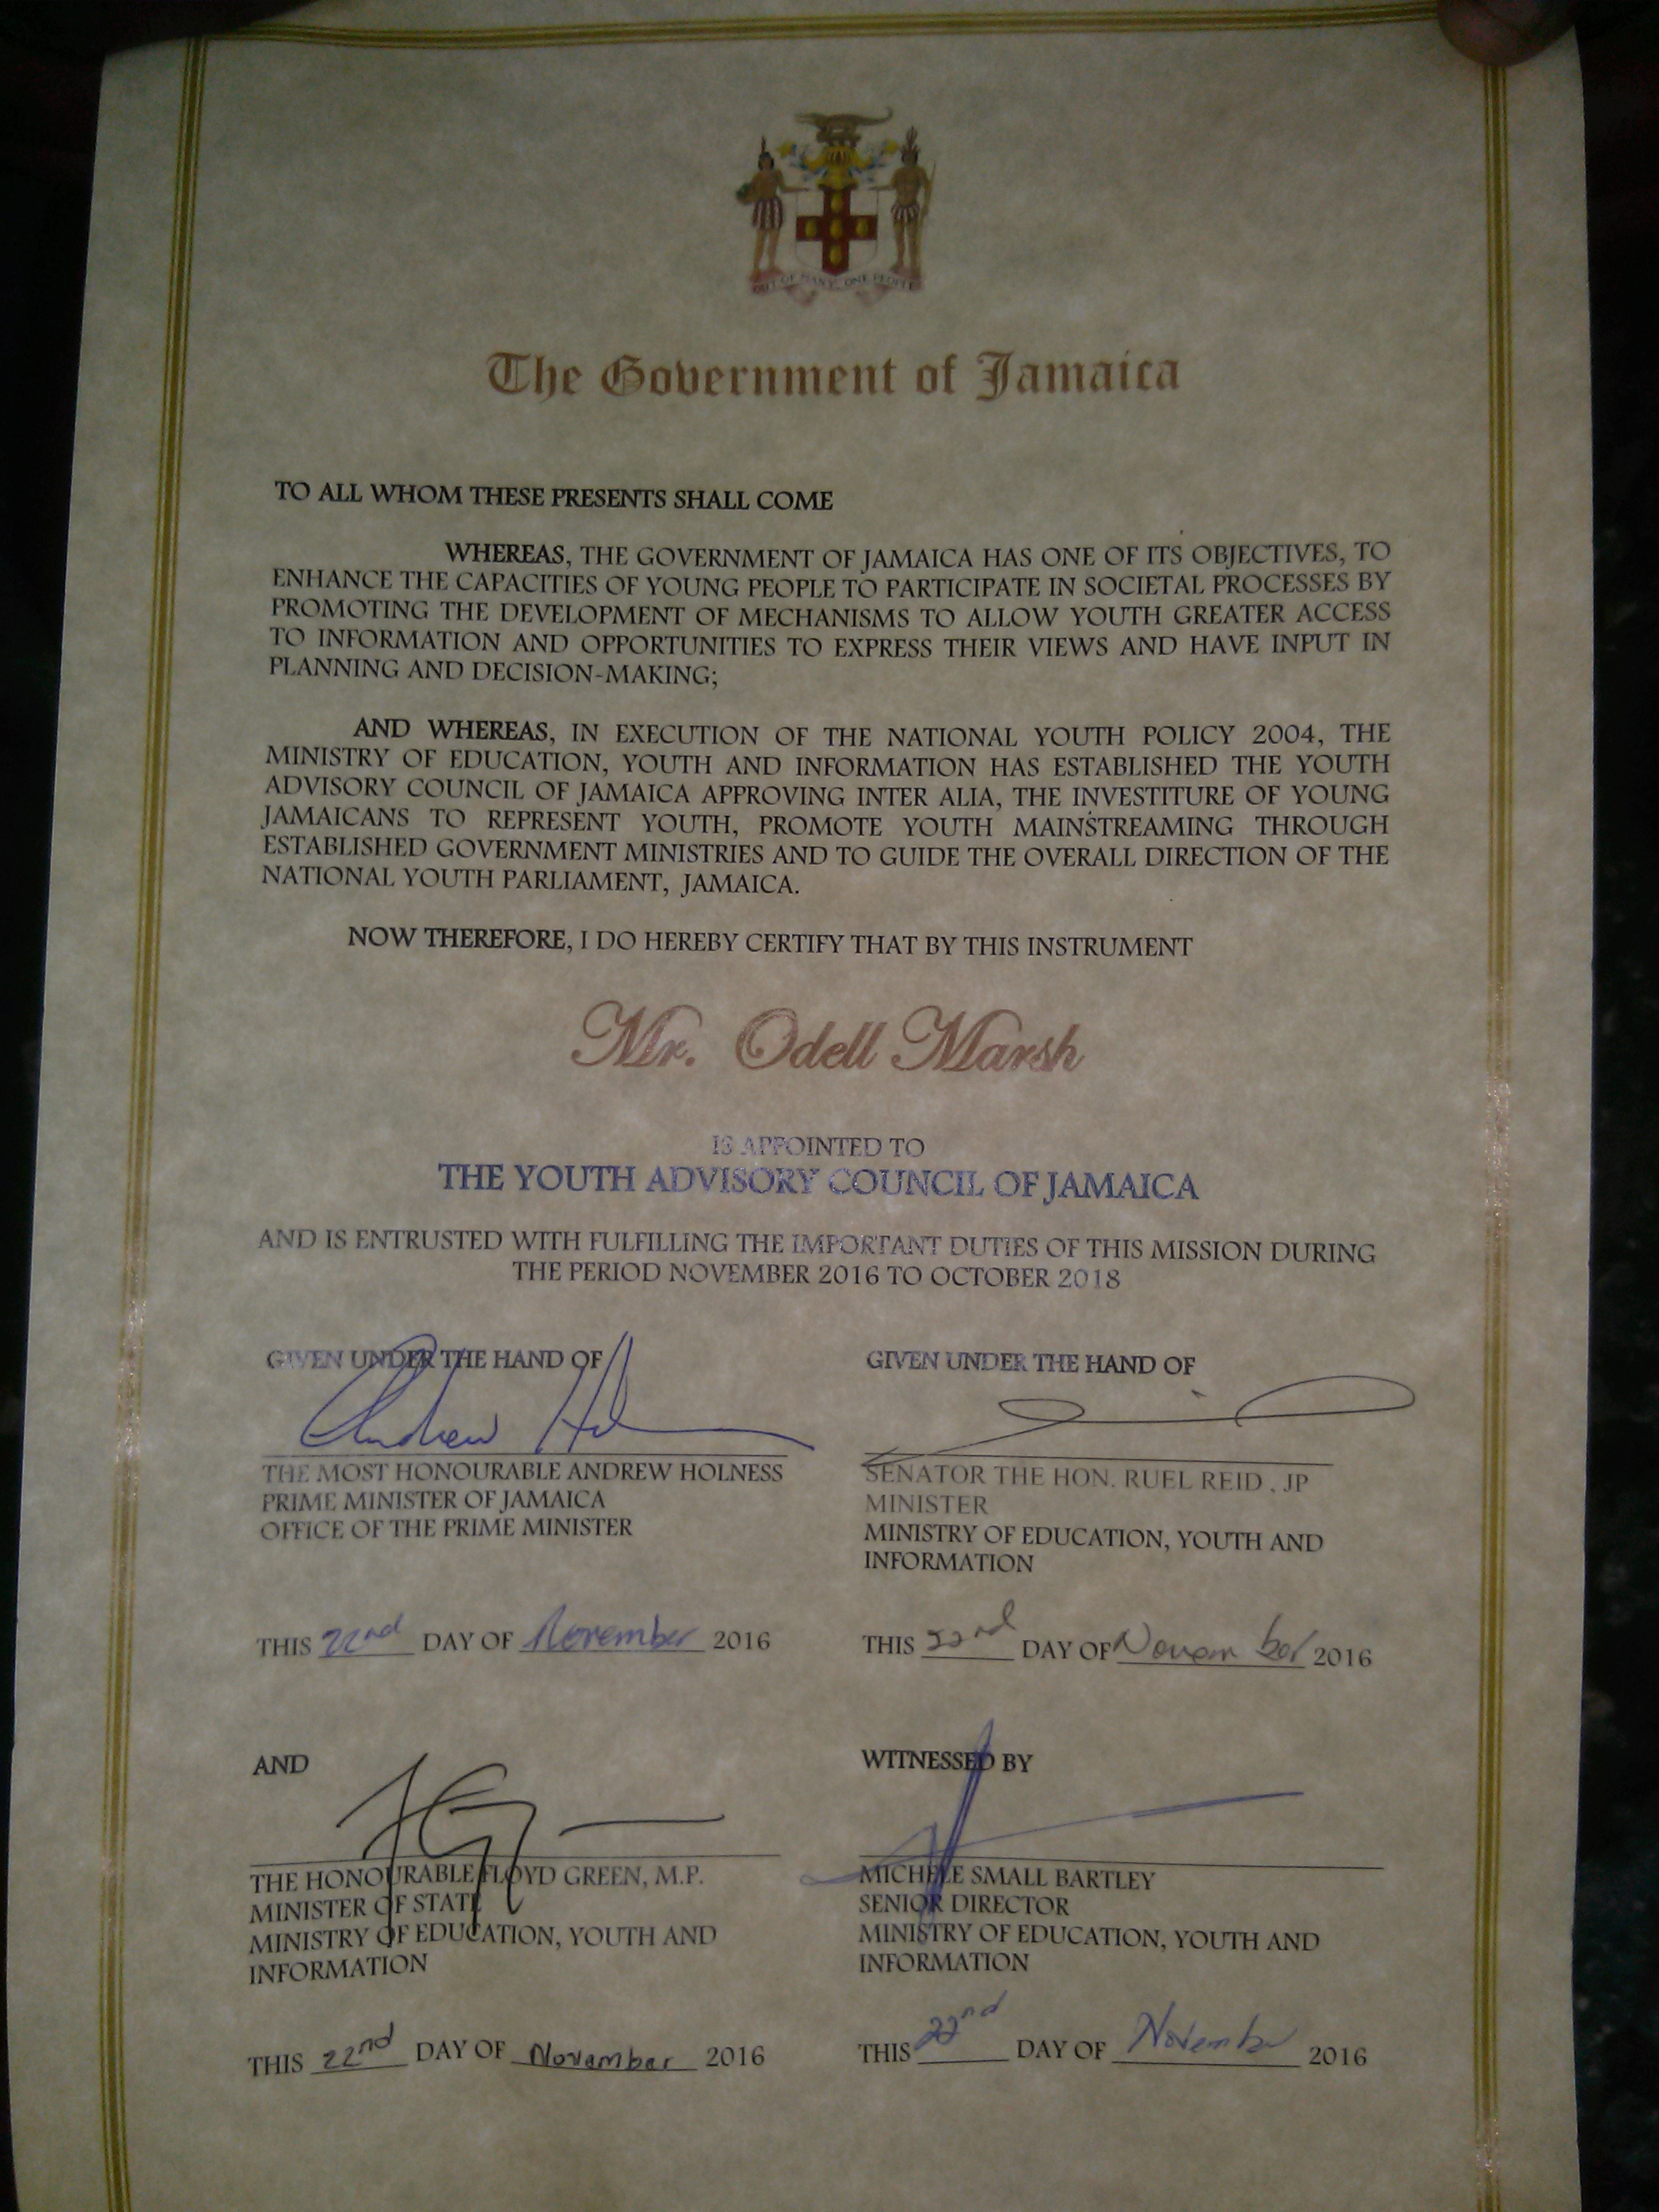 OUT OF MANY, ONE PEOPLE
The Government of Jamaica
TO ALL WHOM THESE PRESENTS SHALL COME
WHEREAS, THE GOVERNMENT OF JAMAICA HAS ONE OF ITS OBJECTIVES, TO
ENHANCE THE CAPACITIES OF YOUNG PEOPLE TO PARTICIPATE IN SOCIETAL PROCESSES BY
PROMOTING THE DEVELOPMENT OF MECHANISMS TO ALLOW YOUTH GREATER ACCESS
TO INFORMATION AND OPPORTUNITIES TO EXPRESS THEIR VIEWS AND HAVE INPUT IN
PLANNING AND DECISION-MAKING;
AND WHEREAS, IN EXECUTION OF THE NATIONAL YOUTH POLICY 2004, THE
MINISTRY OF EDUCATION, YOUTH AND INFORMATION HAS ESTABLISHED THE YOUTH
ADVISORY COUNCIL OF JAMAICA APPROVING INTER ALIA, THE INVESTITURE OF YOUNG
JAMAICANS TO REPRESENT YOUTH, PROMOTE YOUTH MAINSTREAMING THROUGH
ESTABLISHED GOVERNMENT MINISTRIES AND TO GUIDE THE OVERALL DIRECTION OF THE
NATIONAL YOUTH PARLIAMENT, JAMAICA.
NOW THEREFORE, I DO HEREBY CERTIFY THAT BY THIS INSTRUMENT
Mr. Odell Marsh
IS APPOINTED TO
THE YOUTH ADVISORY COUNCIL OF JAMAICA
AND IS ENTRUSTED WITH FULFILLING THE IMPORTANT DUTIES OF THIS MISSION DURING
THE PERIOD NOVEMBER 2016 TO OCTOBER 2018
GIVEN UNDER THE HAND OF
Andrew
THE MOST HONOURABLE ANDREW HOLNESS
PRIME MINISTER OF JAMAICA
OFFICE OF THE PRIME MINISTER
THIS 22nd DAY OF November 2016
GIVEN UNDER THE HAND OF
SENATOR THE HON. RUEL REID , JP
MINISTER
MINISTRY OF EDUCATION, YOUTH AND
INFORMATION
THIS 22nd DAY OF November 2016
AND
THE HONOURABLE FLOYD GREEN, M.P.
MINISTER OF STATE
MINISTRY OF EDUCATION, YOUTH AND
INFORMATION
THIS 22nd DAY OF November 2016
WITNESSED BY
MICHELE SMALL BARTLEY
SENIOR DIRECTOR
MINISTRY OF EDUCATION, YOUTH AND
INFORMATION
THIS 22nd DAY OF November 2016